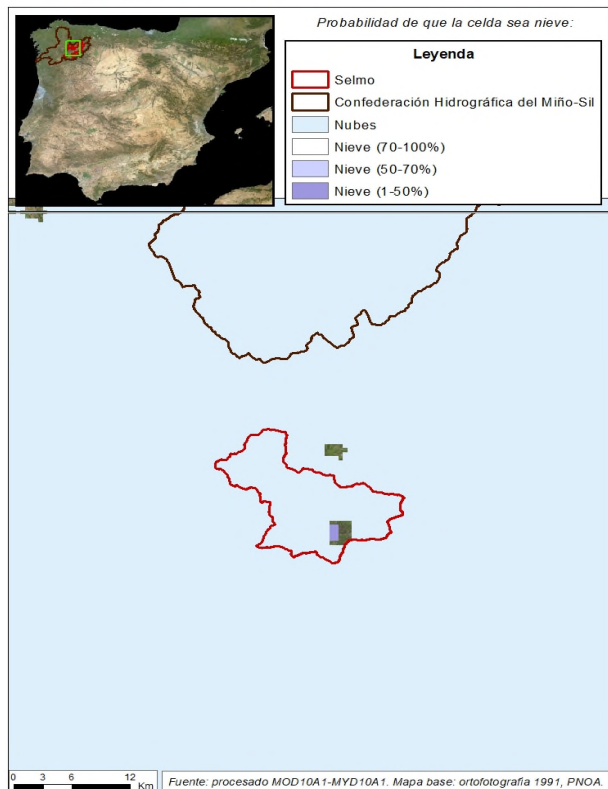 Probabilidad de que la celda sea nieve:
Leyenda
Selmo
Confederación Hidrográfica del Miño-Sil
Nubes
Nieve (70-100%)
Nieve (50-70%)
Nieve (1-50%)
0 3 6 12
Km
Fuente: procesado MOD10A1-MYD10A1. Mapa base: ortofotografía 1991, PNOA.